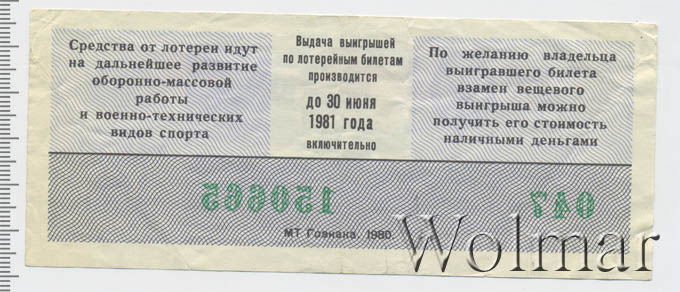 Средства от лотереи идут
на дальнейшее развитие
оборонно-массовой
работы
и военно-технических
видов спорта
Выдача выигрышей
по лотерейным билетам
производится
до 30 июня
1981 года
включительно
По желанию владельца
выигравшего билета
взамен вещевого
выигрыша можно
получить его стоимость
наличными деньгами
150665
047
МТ Гознака. 1980.
Wolmar